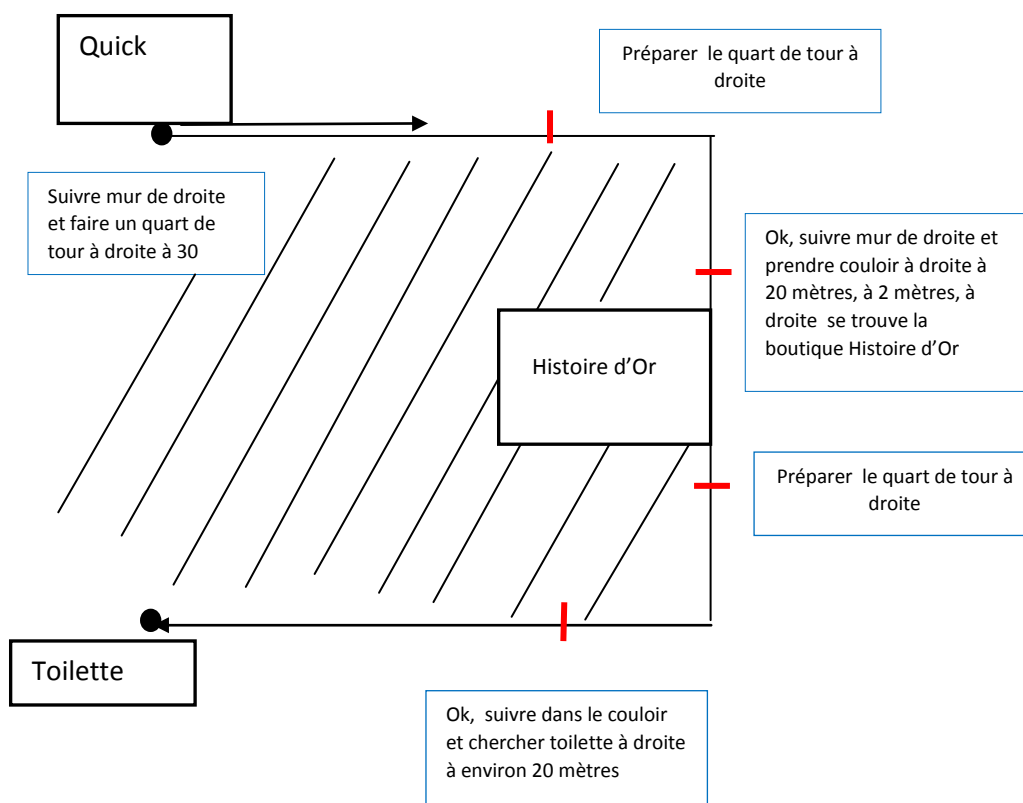 Quick
Préparer le quart de tour à
droite
Suivre mur de droite
et faire un quart de
tour à droite à 30
Ok, suivre mur de droite et
prendre couloir à droite à
20 mètres, à 2 mètres, à
droite se trouve la
boutique Histoire d’Or
Histoire d’Or
Préparer le quart de tour à
droite
Toilette
Ok, suivre dans le couloir
et chercher toilette à droite
à environ 20 mètres